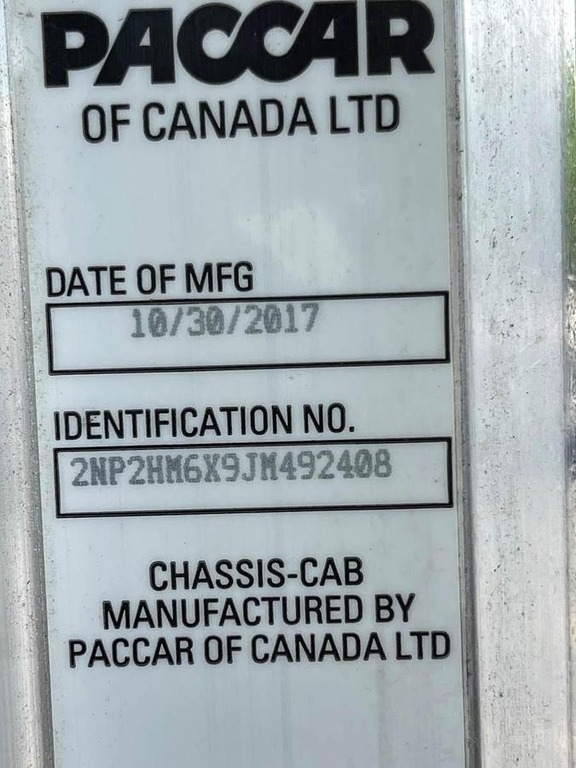 PACCAR
OF CANADA LTD
DATE OF MFG
10/30/2017
IDENTIFICATION NO.
2NP2HM6X9JM492408
CHASSIS-CAB
MANUFACTURED BY
PACCAR OF CANADA LTD